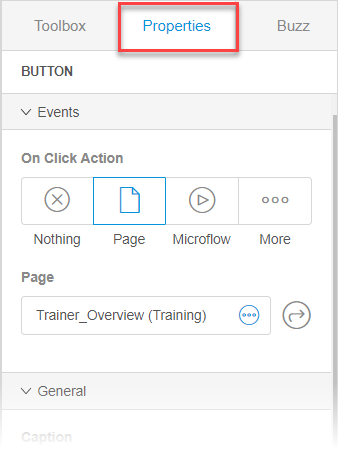 Toolbox Properties Buzz
BUTTON
Events
On Click Action
Nothing Page Microflow More
Page
Trainer_Overview (Training)
General
Caption